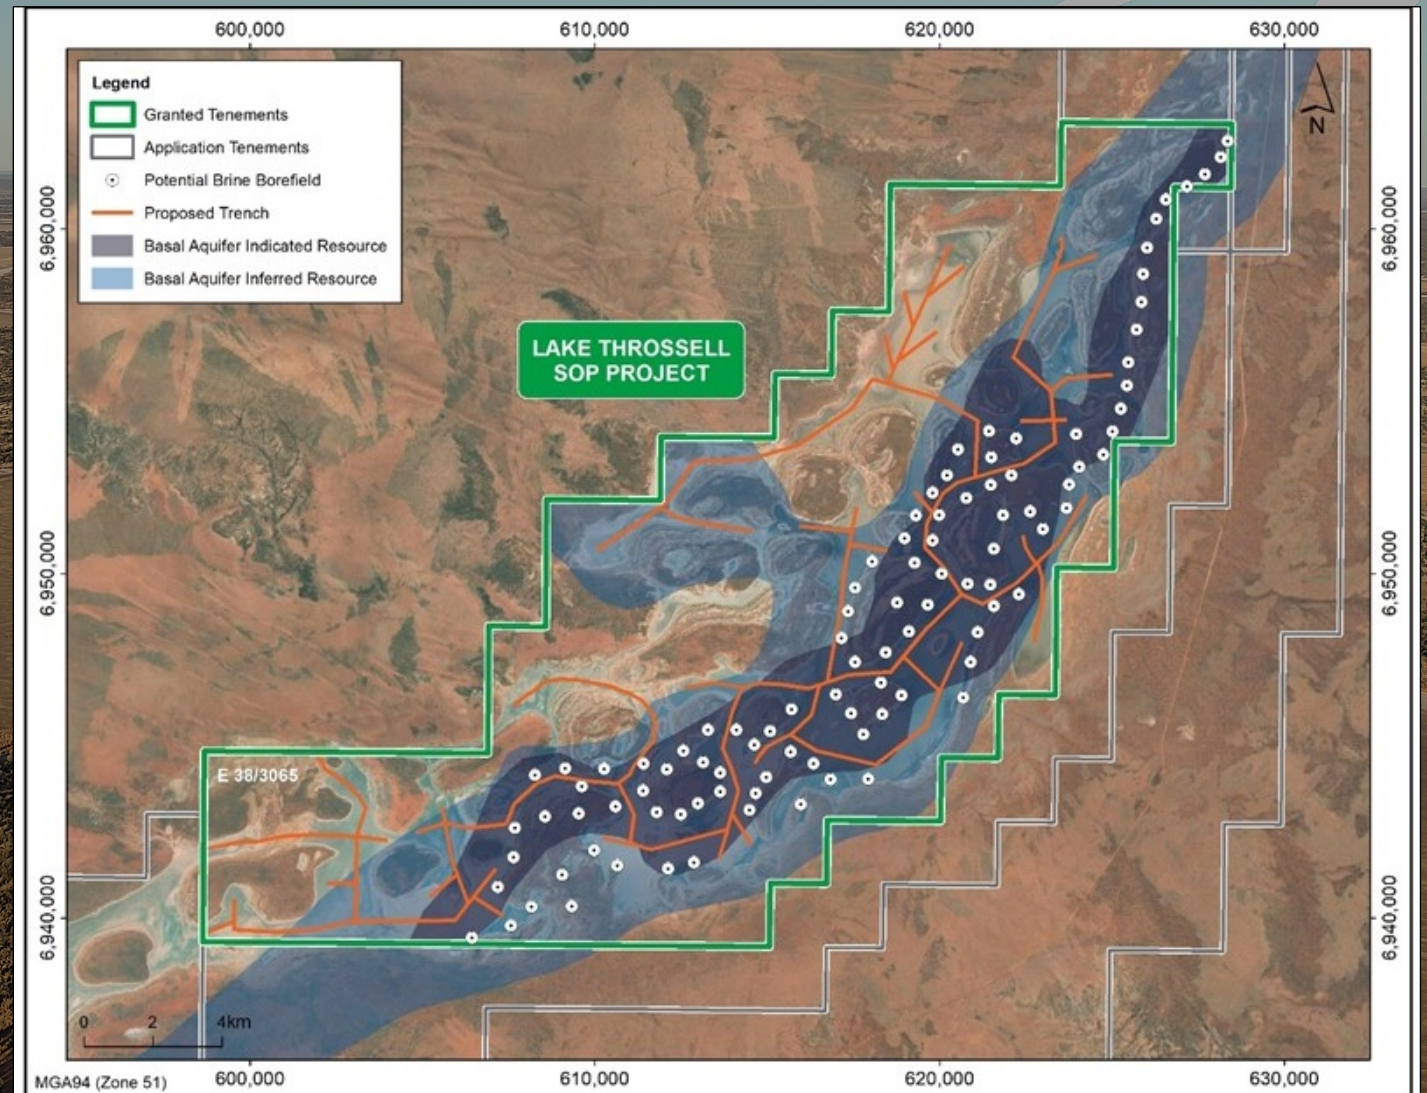 600,000
610,000
620,000
630,000
Legend
Granted Tenements
Application Tenements
Potential Brine Borefield
Proposed Trench
Basal Aquifer Indicated Resource
Basal Aquifer Inferred Resource
N
6,960,000
6,960,000
LAKE THROSSELL
SOP PROJECT
6,950,000
6,950,000
E 38/3065
6,940,000
6,940,000
0 2 4km
MGA94 (Zone 51)
600,000
610,000
620,000
630,000